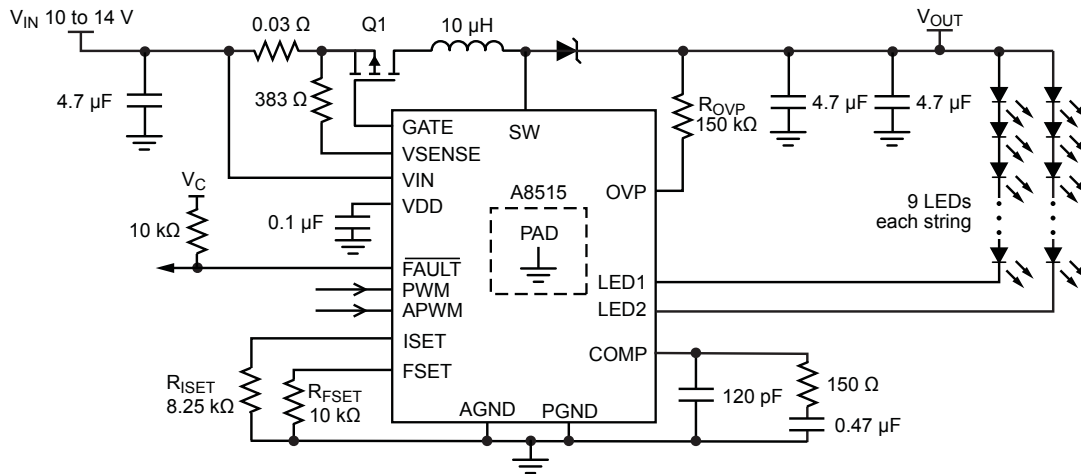 V_IN 10 to 14 V
0.03 Ω
Q1
10 µH
V_OUT
4.7 µF
383 Ω
R_OVP
150 kΩ
4.7 µF
4.7 µF
GATE
SW
VSENSE
VIN
OVP
A8515
V_C
VDD
9 LEDs
each string
0.1 µF
10 kΩ
PAD
FAULT
PWM
LED1
APWM
LED2
ISET
COMP
FSET
R_ISET
8.25 kΩ
R_FSET
10 kΩ
150 Ω
120 pF
AGND
PGND
0.47 µF